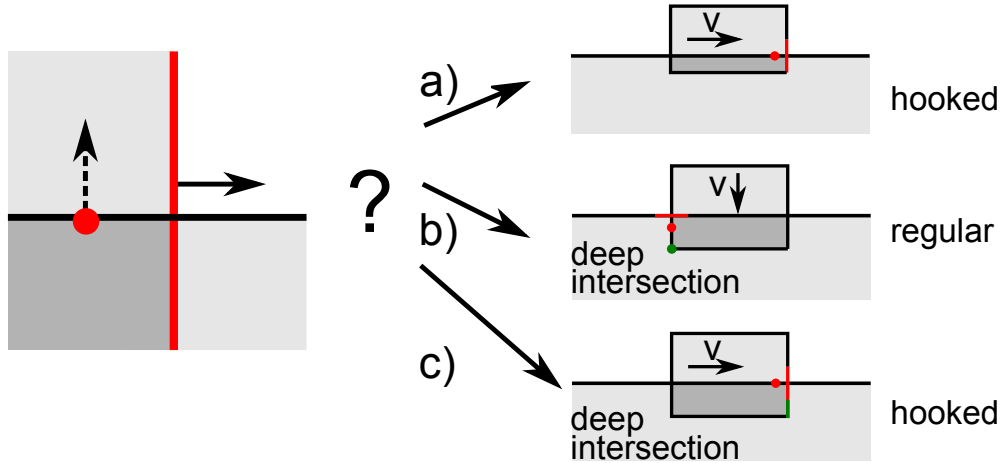 a)
V
hooked
?
b)
V
regular
deep
intersection
c)
V
hooked
deep
intersection